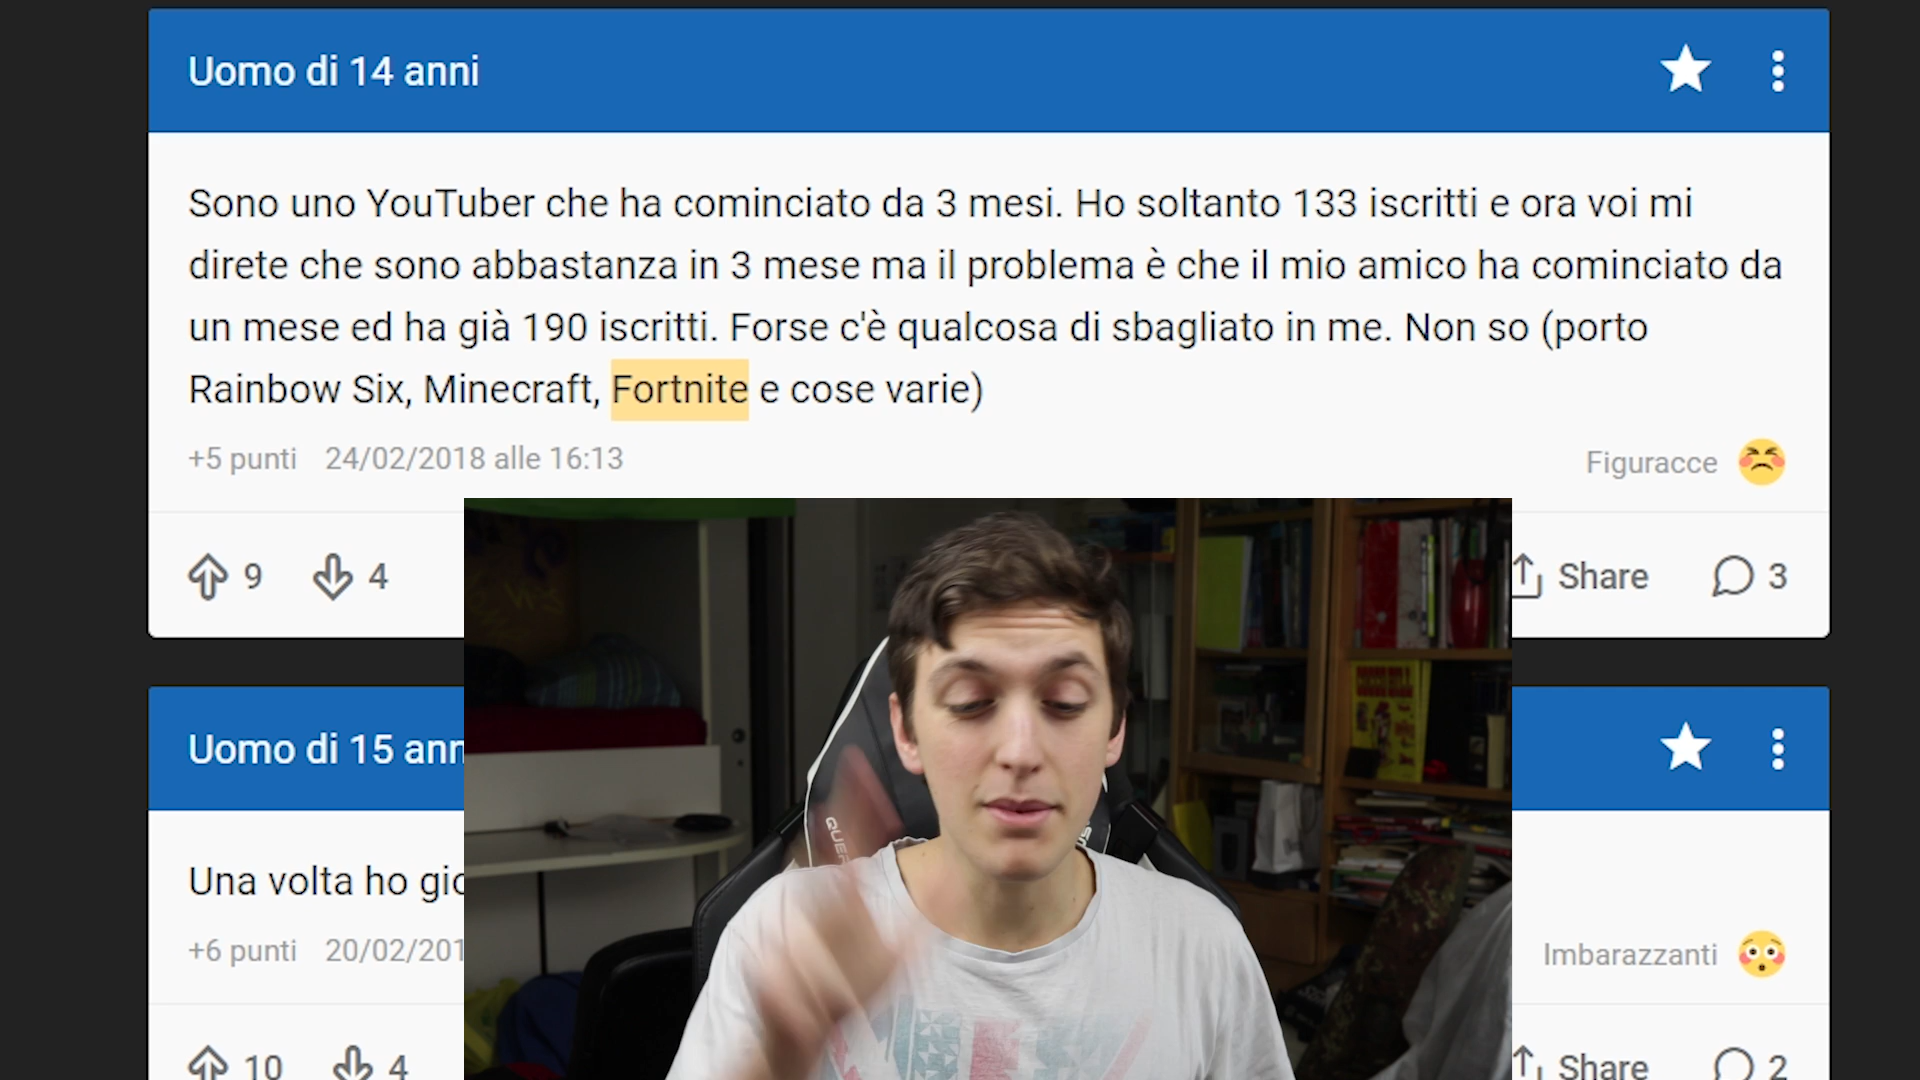 Uomo di 14 anni
Sono uno YouTuber che ha cominciato da 3 mesi. Ho soltanto 133 iscritti e ora voi mi
direte che sono abbastanza in 3 mese ma il problema è che il mio amico ha cominciato da
un mese ed ha già 190 iscritti. Forse c'è qualcosa di sbagliato in me. Non so (porto
Rainbow Six, Minecraft, Fortnite e cose varie)
+5 punti 24/02/2018 alle 16:13
Figuracce
9 4
Share 3
Uomo di 15 ann
Una volta ho gio
+6 punti 20/02/201
Imbarazzanti
10 4
Share 2